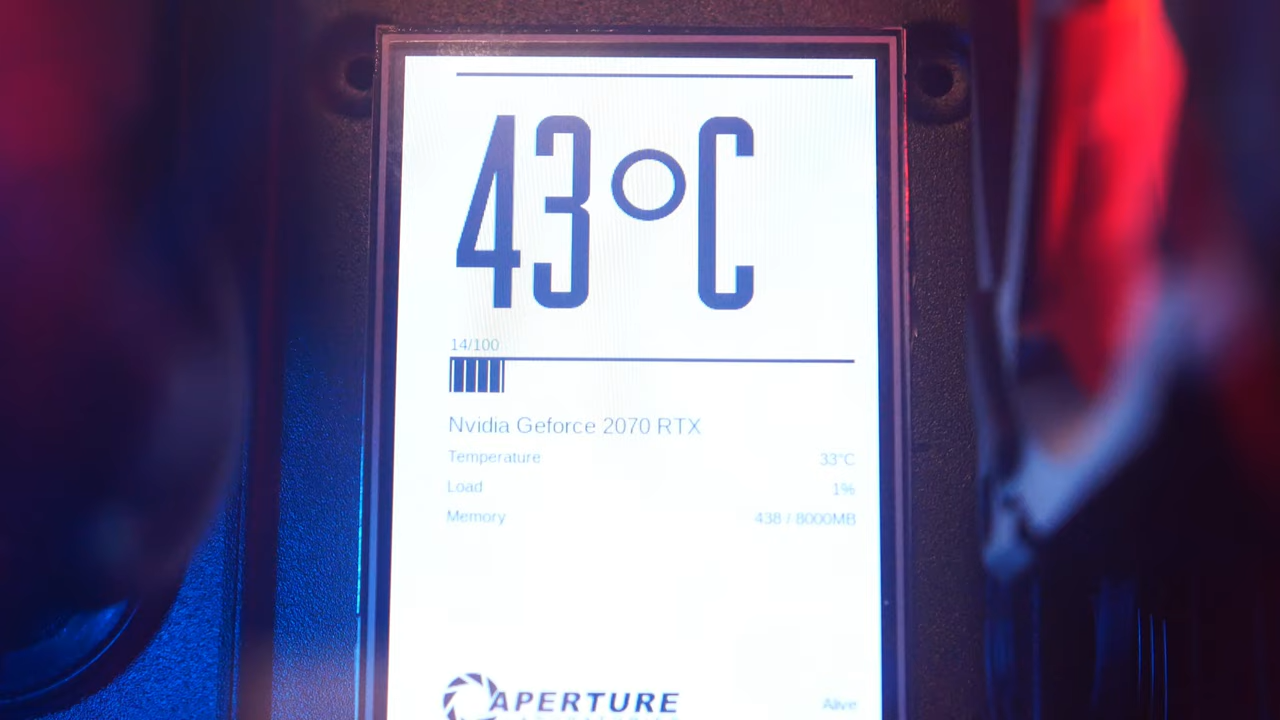 43°C
14/100
Nvidia Geforce 2070 RTX
Temperature 33°C
Load 1%
Memory 438 / 8000MB
APERTURE Alive